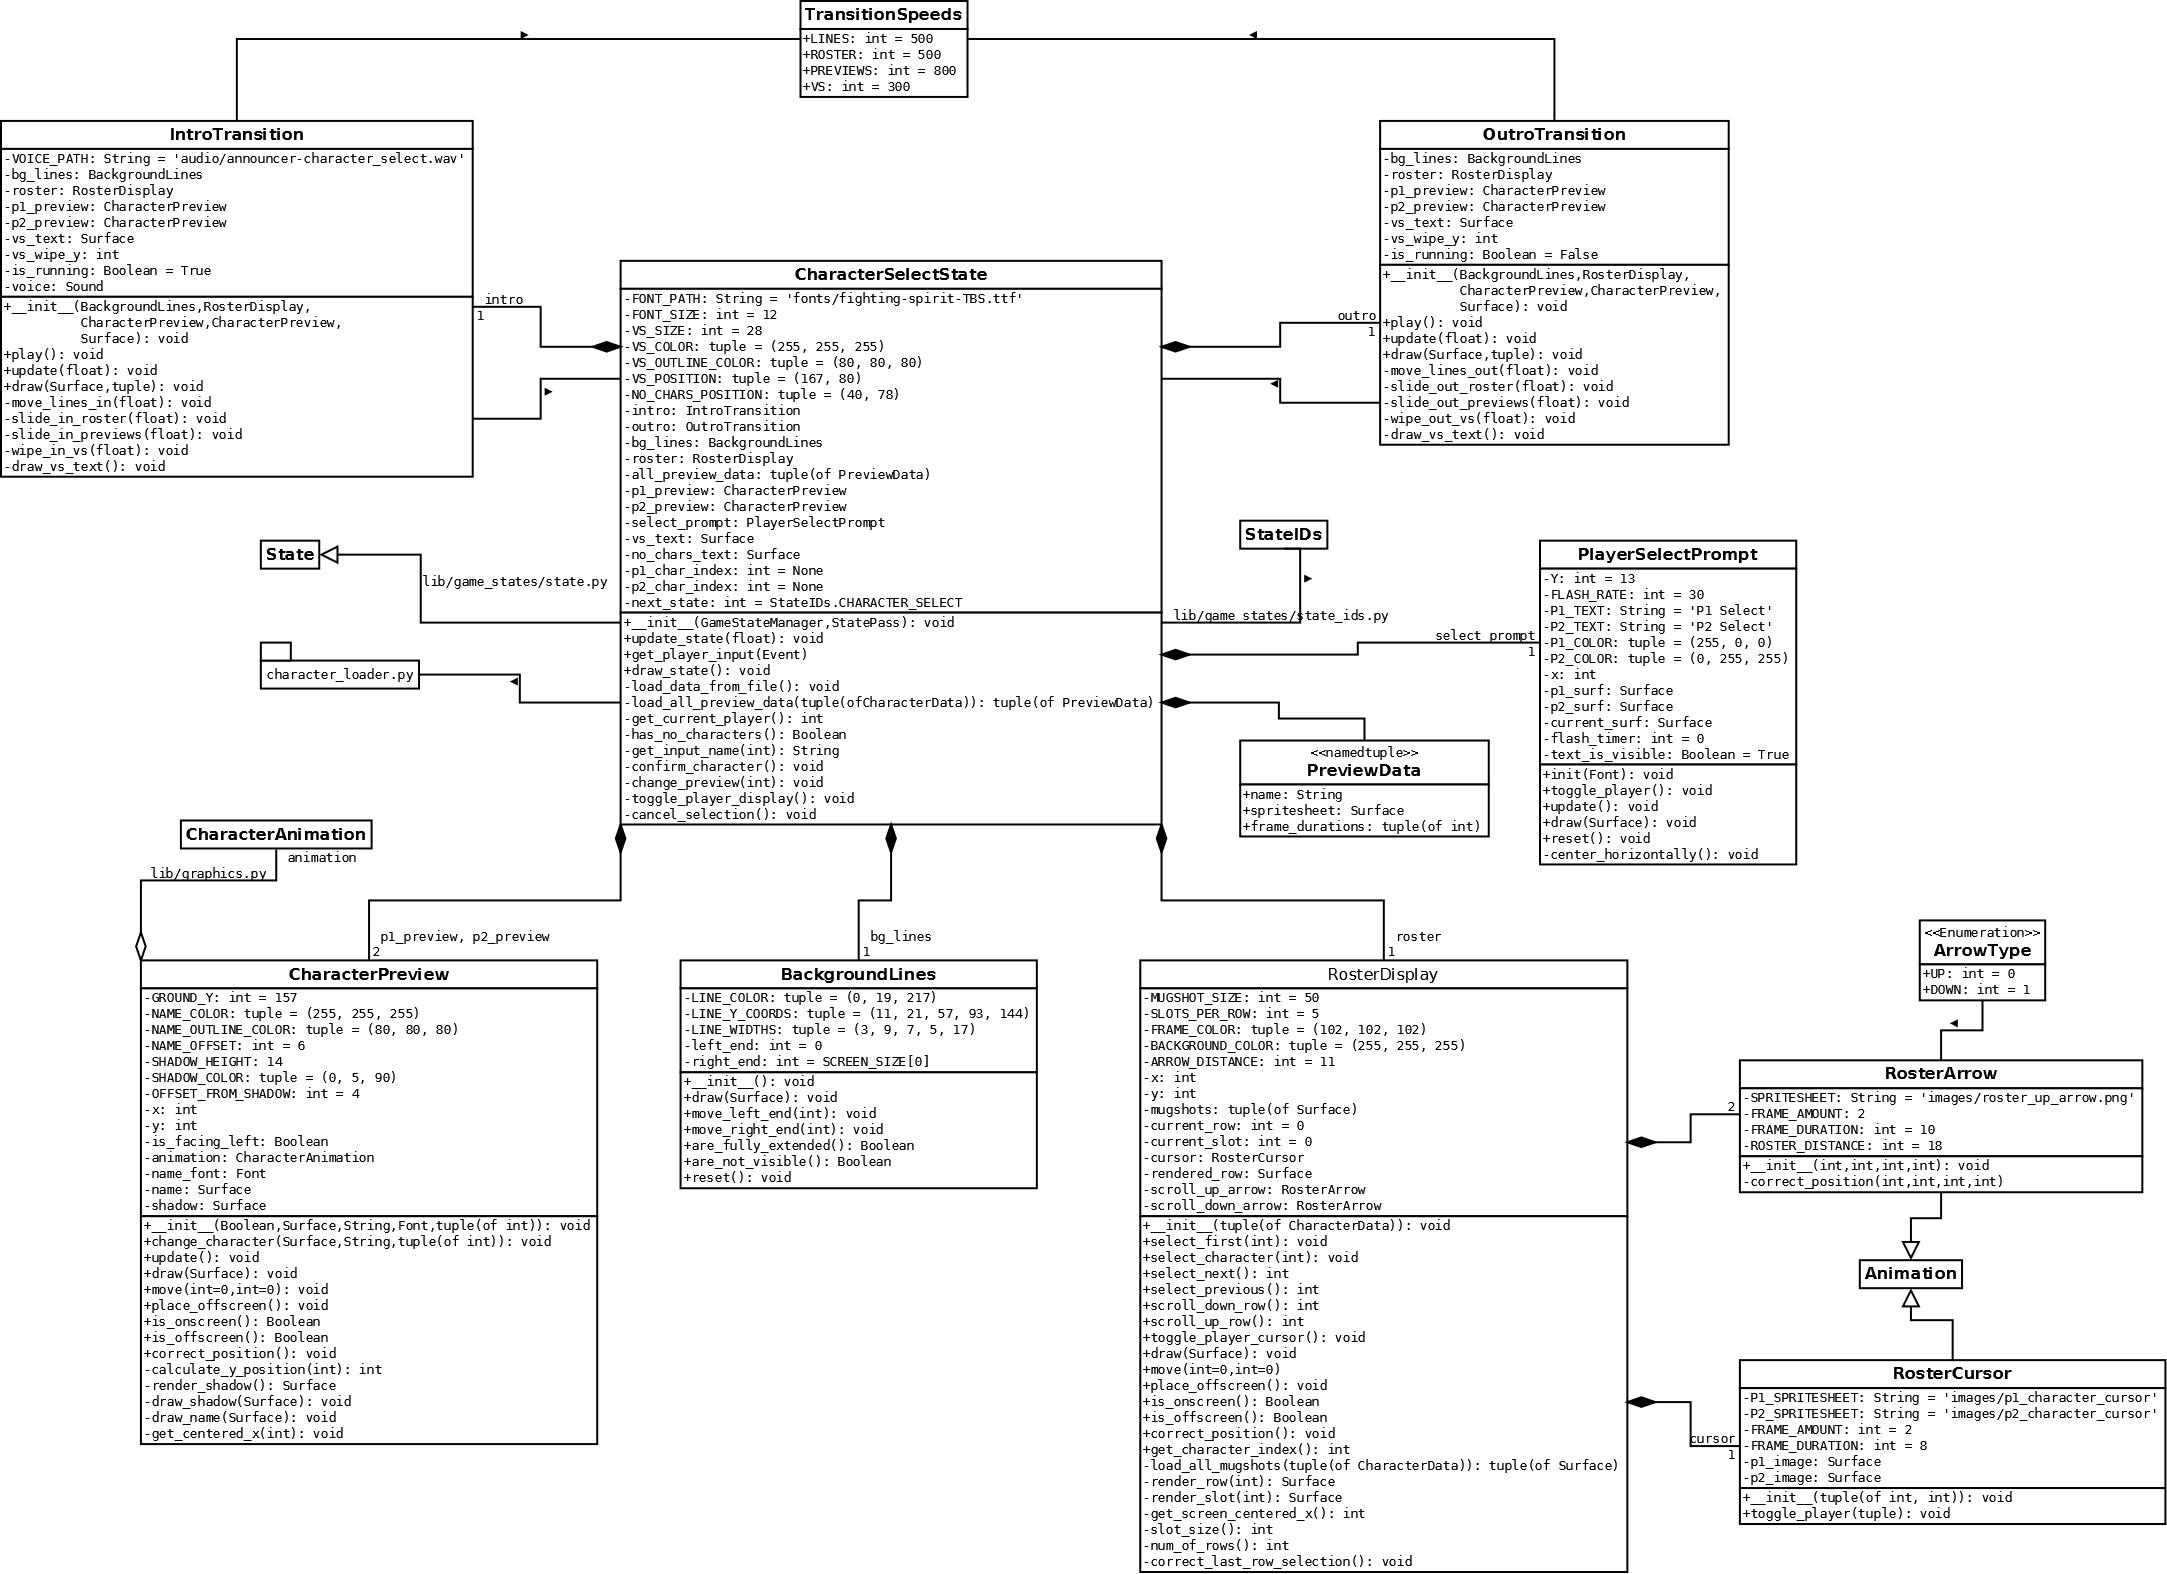 TransitionSpeeds
+LINES: int = 500
+ROSTER: int = 500
+PREVIEWS: int = 800
+VS: int = 300
IntroTransition
-VOICE_PATH: String = 'audio/announcer-character_select.wav'
-bg_lines: BackgroundLines
-roster: RosterDisplay
-p1_preview: CharacterPreview
-p2_preview: CharacterPreview
-vs_text: Surface
-vs_wipe_y: int
-is_running: Boolean = True
-voice: Sound
+__init__(BackgroundLines,RosterDisplay,
CharacterPreview,CharacterPreview,
Surface): void
+play(): void
+update(float): void
+draw(Surface,tuple): void
-move_lines_in(float): void
-slide_in_roster(float): void
-slide_in_previews(float): void
-wipe_in_vs(float): void
-draw_vs_text(): void
OutroTransition
-bg_lines: BackgroundLines
-roster: RosterDisplay
-p1_preview: CharacterPreview
-p2_preview: CharacterPreview
-vs_text: Surface
-vs_wipe_y: int
-is_running: Boolean = False
+__init__(BackgroundLines,RosterDisplay,
CharacterPreview,CharacterPreview,
Surface): void
+play(): void
+update(float): void
+draw(Surface,tuple): void
-move_lines_out(float): void
-slide_out_roster(float): void
-slide_out_previews(float): void
-wipe_out_vs(float): void
-draw_vs_text(): void
intro
1
outro
1
CharacterSelectState
-FONT_PATH: String = 'fonts/fighting-spirit-TBS.ttf'
-FONT_SIZE: int = 12
-VS_SIZE: int = 28
-VS_COLOR: tuple = (255, 255, 255)
-VS_OUTLINE_COLOR: tuple = (80, 80, 80)
-VS_POSITION: tuple = (167, 80)
-NO_CHARS_POSITION: tuple = (40, 78)
-intro: IntroTransition
-outro: OutroTransition
-bg_lines: BackgroundLines
-roster: RosterDisplay
-all_preview_data: tuple(of PreviewData)
-p1_preview: CharacterPreview
-p2_preview: CharacterPreview
-select_prompt: PlayerSelectPrompt
-vs_text: Surface
-no_chars_text: Surface
-p1_char_index: int = None
-p2_char_index: int = None
-next_state: int = StateIDs.CHARACTER_SELECT
+__init__(GameStateManager,StatePass): void
+update_state(float): void
+get_player_input(Event)
+draw_state(): void
-load_data_from_file(): void
-load_all_preview_data(tuple(ofCharacterData)): tuple(of PreviewData)
-get_current_player(): int
-has_no_characters(): Boolean
-get_input_name(int): String
-confirm_character(): void
-change_preview(int): void
-toggle_player_display(): void
-cancel_selection(): void
State
lib/game_states/state.py
character_loader.py
StateIDs
lib/game_states/state_ids.py
select_prompt
1
PlayerSelectPrompt
-Y: int = 13
-FLASH_RATE: int = 30
-P1_TEXT: String = 'P1 Select'
-P2_TEXT: String = 'P2 Select'
-P1_COLOR: tuple = (255, 0, 0)
-P2_COLOR: tuple = (0, 255, 255)
-x: int
-p1_surf: Surface
-p2_surf: Surface
-current_surf: Surface
-flash_timer: int = 0
-text_is_visible: Boolean = True
+init(Font): void
+toggle_player(): void
+update(): void
+draw(Surface): void
+reset(): void
-center_horizontally(): void
<<namedtuple>>
PreviewData
+name: String
+spritesheet: Surface
+frame_durations: tuple(of int)
CharacterAnimation
animation
lib/graphics.py
p1_preview, p2_preview
2
bg_lines
1
roster
1
CharacterPreview
-GROUND_Y: int = 157
-NAME_COLOR: tuple = (255, 255, 255)
-NAME_OUTLINE_COLOR: tuple = (80, 80, 80)
-NAME_OFFSET: int = 6
-SHADOW_HEIGHT: 14
-SHADOW_COLOR: tuple = (0, 5, 90)
-OFFSET_FROM_SHADOW: int = 4
-x: int
-y: int
-is_facing_left: Boolean
-animation: CharacterAnimation
-name_font: Font
-name: Surface
-shadow: Surface
+__init__(Boolean,Surface,String,Font,tuple(of int)): void
+change_character(Surface,String,tuple(of int)): void
+update(): void
+draw(Surface): void
+move(int=0,int=0): void
+place_offscreen(): void
+is_onscreen(): Boolean
+is_offscreen(): Boolean
+correct_position(): void
-calculate_y_position(int): int
-render_shadow(): Surface
-draw_shadow(Surface): void
-draw_name(Surface): void
-get_centered_x(int): void
BackgroundLines
-LINE_COLOR: tuple = (0, 19, 217)
-LINE_Y_COORDS: tuple = (11, 21, 57, 93, 144)
-LINE_WIDTHS: tuple = (3, 9, 7, 5, 17)
-left_end: int = 0
-right_end: int = SCREEN_SIZE[0]
+__init__(): void
+draw(Surface): void
+move_left_end(int): void
+move_right_end(int): void
+are_fully_extended(): Boolean
+are_not_visible(): Boolean
+reset(): void
RosterDisplay
-MUGSHOT_SIZE: int = 50
-SLOTS_PER_ROW: int = 5
-FRAME_COLOR: tuple = (102, 102, 102)
-BACKGROUND_COLOR: tuple = (255, 255, 255)
-ARROW_DISTANCE: int = 11
-x: int
-y: int
-mugshots: tuple(of Surface)
-current_row: int = 0
-current_slot: int = 0
-cursor: RosterCursor
-rendered_row: Surface
-scroll_up_arrow: RosterArrow
-scroll_down_arrow: RosterArrow
+__init__(tuple(of CharacterData)): void
+select_first(int): void
+select_character(int): void
+select_next(): int
+select_previous(): int
+scroll_down_row(): int
+scroll_up_row(): int
+toggle_player_cursor(): void
+draw(Surface): void
+move(int=0,int=0)
+place_offscreen(): void
+is_onscreen(): Boolean
+is_offscreen(): Boolean
+correct_position(): void
+get_character_index(): int
-load_all_mugshots(tuple(of CharacterData)): tuple(of Surface)
-render_row(int): Surface
-render_slot(int): Surface
-get_screen_centered_x(): int
-slot_size(): int
-num_of_rows(): int
-correct_last_row_selection(): void
<<Enumeration>>
ArrowType
+UP: int = 0
+DOWN: int = 1
2
RosterArrow
-SPRITESHEET: String = 'images/roster_up_arrow.png'
-FRAME_AMOUNT: 2
-FRAME_DURATION: int = 10
-ROSTER_DISTANCE: int = 18
+__init__(int,int,int,int): void
-correct_position(int,int,int,int)
Animation
cursor
1
RosterCursor
-P1_SPRITESHEET: String = 'images/p1_character_cursor'
-P2_SPRITESHEET: String = 'images/p2_character_cursor'
-FRAME_AMOUNT: int = 2
-FRAME_DURATION: int = 8
-p1_image: Surface
-p2_image: Surface
+__init__(tuple(of int, int)): void
+toggle_player(tuple): void